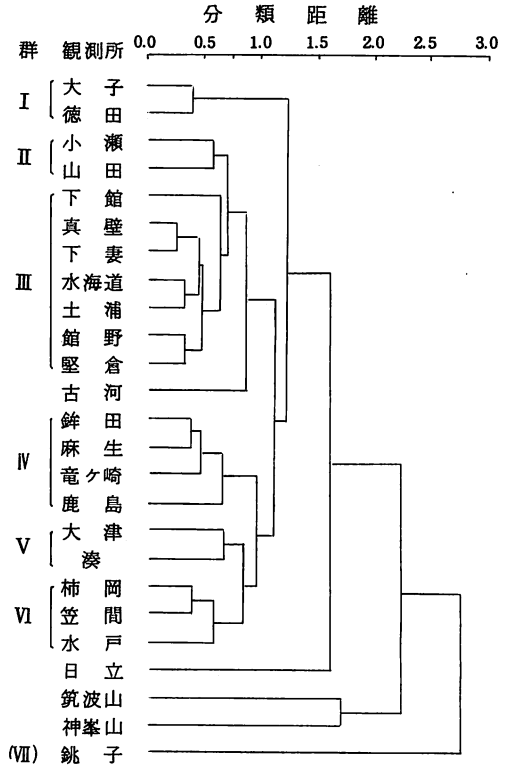 分類距離
群 観測所 0.0 0.5 1.0 1.5 2.0 2.5 3.0
I 大子
徳田
II 小瀬
山田
III 下館
真壁
下妻
水海道
土浦
館野
堅倉
古河
IV 鉾田
麻生
竜ケ崎
鹿島
V 大津
湊
VI 柿岡
笠間
水戸
日立
筑波山
神峯山
(VII) 銚子